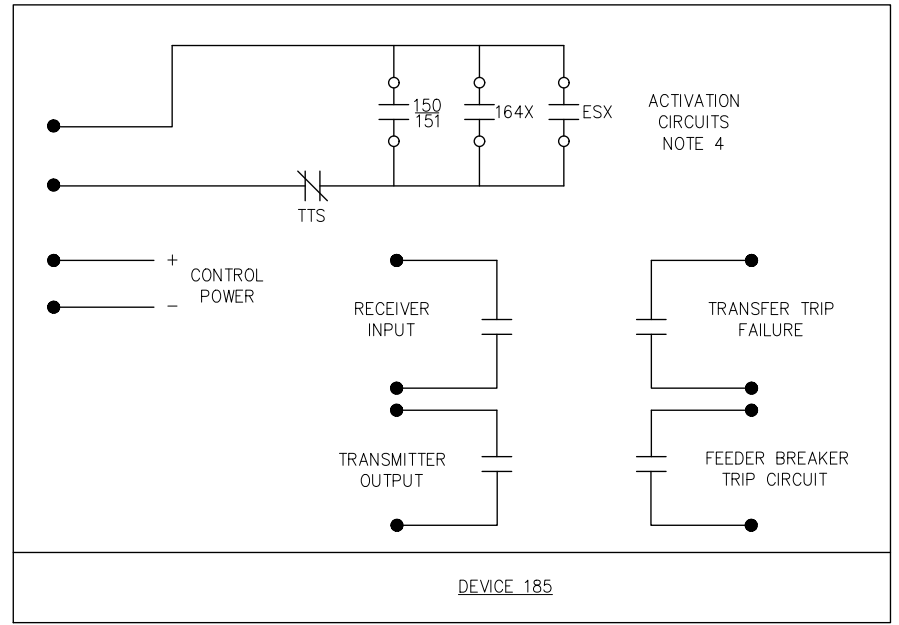 150
151
164X
ESX
ACTIVATION
CIRCUITS
NOTE 4
TTS
+
CONTROL
POWER
−
RECEIVER
INPUT
TRANSFER TRIP
FAILURE
TRANSMITTER
OUTPUT
FEEDER BREAKER
TRIP CIRCUIT
DEVICE 185